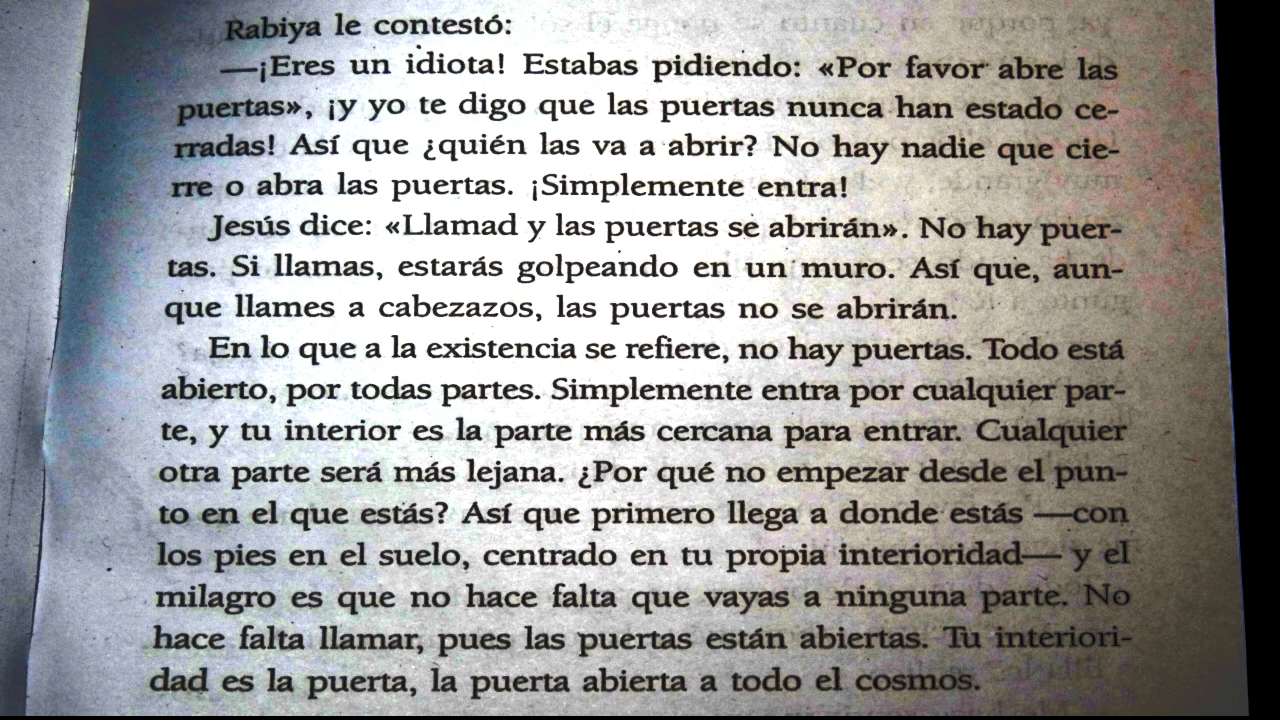 Rabiya le contestó:
—¡Eres un idiota! Estabas pidiendo: «Por favor abre las
puertas», ¡y yo te digo que las puertas nunca han estado ce-
rradas! Así que ¿quién las va a abrir? No hay nadie que cie-
rre o abra las puertas. ¡Simplemente entra!
Jesús dice: «Llamad y las puertas se abrirán». No hay puer-
tas. Si llamas, estarás golpeando en un muro. Así que, aun-
que llames a cabezazos, las puertas no se abrirán.
En lo que a la existencia se refiere, no hay puertas. Todo está
abierto, por todas partes. Simplemente entra por cualquier par-
te, y tu interior es la parte más cercana para entrar. Cualquier
otra parte será más lejana. ¿Por qué no empezar desde el pun-
to en el que estás? Así que primero llega a donde estás —con
los pies en el suelo, centrado en tu propia interioridad— y el
milagro es que no hace falta que vayas a ninguna parte. No
hace falta llamar, pues las puertas están abiertas. Tu interiori-
dad es la puerta, la puerta abierta a todo el cosmos.